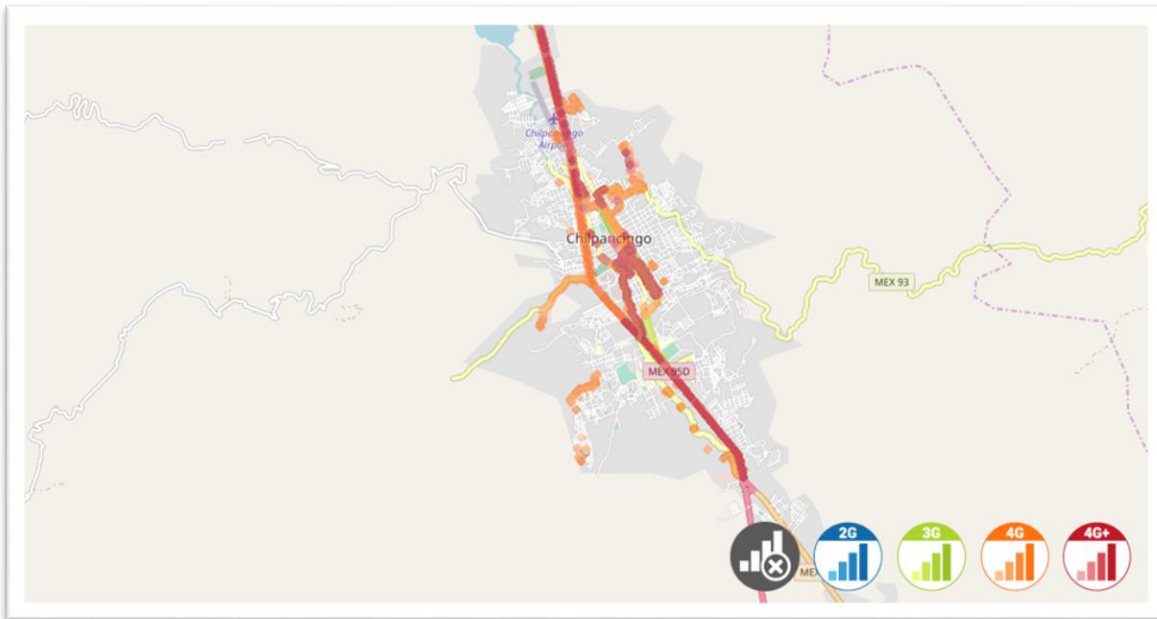 Chilpancingo
Airport
Chilpancingo
MEX 93
MEX 95D
2G
3G
4G
4G+